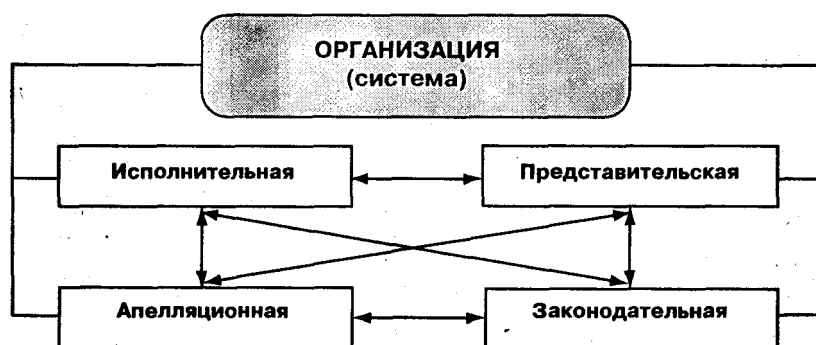 ОРГАНИЗАЦИЯ
(система)
Исполнительная
Представительская
Апелляционная
Законодательная